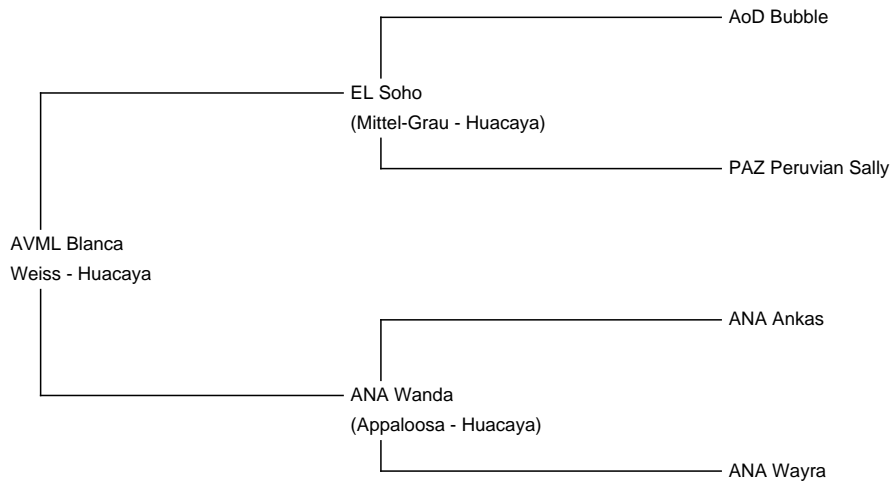 AoD Bubble
EL Soho
(Mittel-Grau - Huacaya)
PAZ Peruvian Sally
AVML Blanca
Weiss - Huacaya
ANA Ankas
ANA Wanda
(Appaloosa - Huacaya)
ANA Wayra